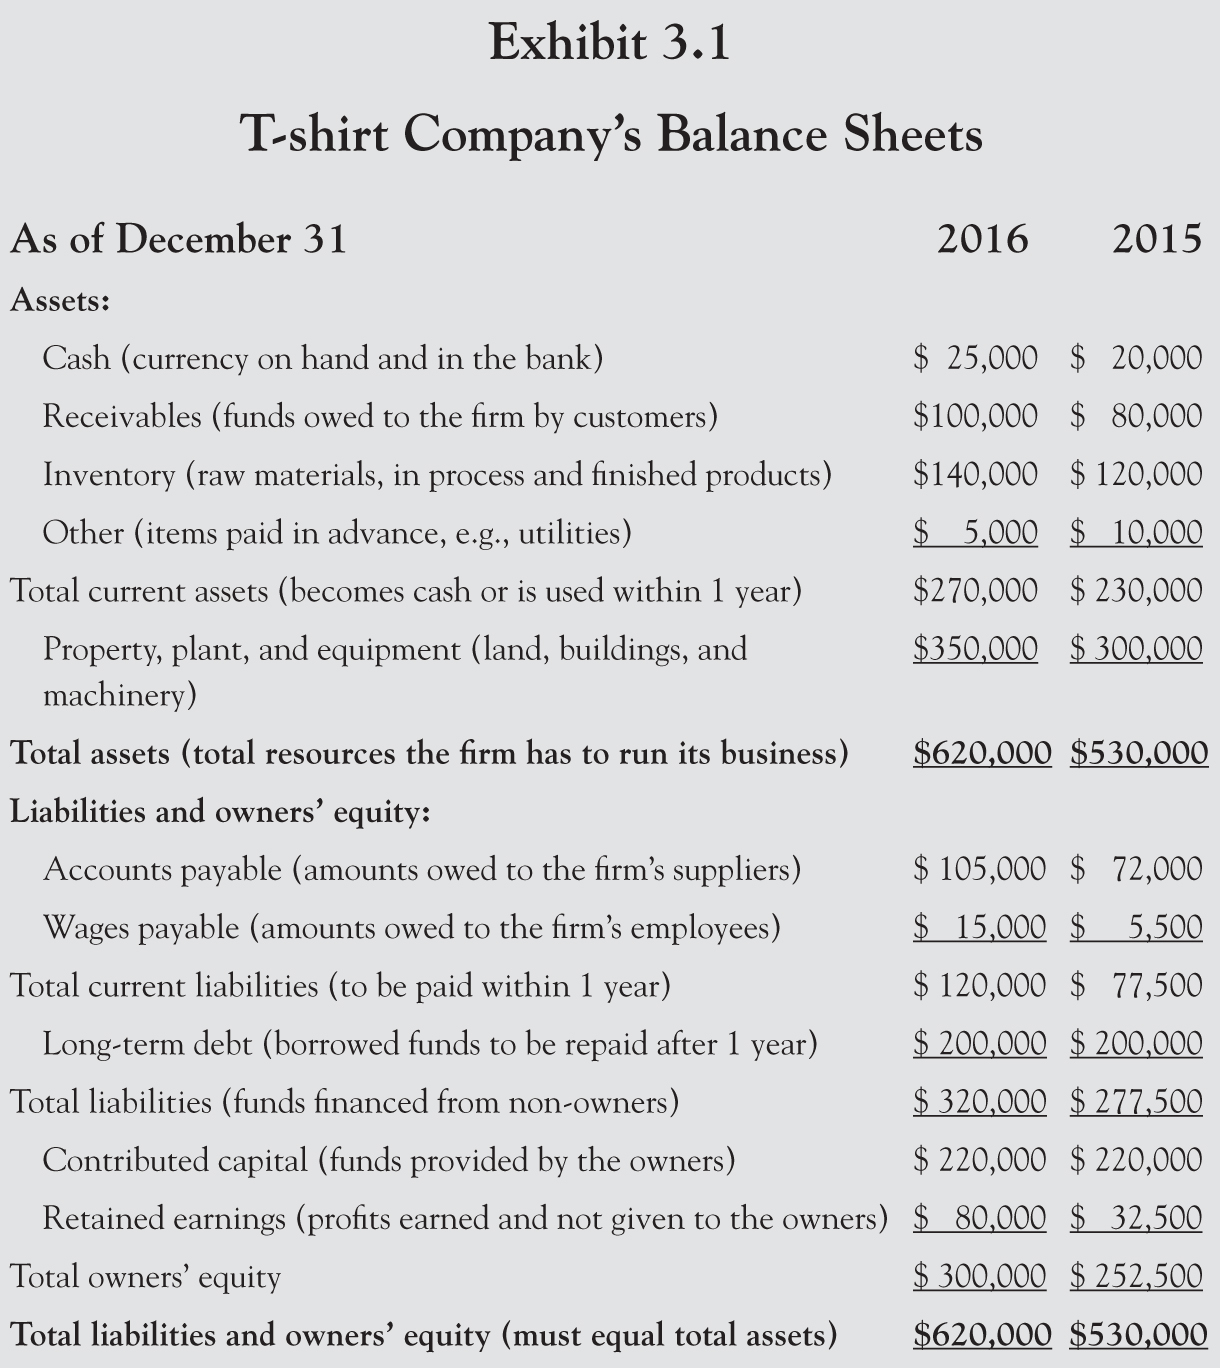 Exhibit 3.1
T-shirt Company’s Balance Sheets
As of December 31 2016 2015
Assets:
Cash (currency on hand and in the bank) $ 25,000 $ 20,000
Receivables (funds owed to the firm by customers) $100,000 $ 80,000
Inventory (raw materials, in process and finished products) $140,000 $ 120,000
Other (items paid in advance, e.g., utilities) $ 5,000 $ 10,000
Total current assets (becomes cash or is used within 1 year) $270,000 $ 230,000
Property, plant, and equipment (land, buildings, and $350,000 $ 300,000
machinery)
Total assets (total resources the firm has to run its business) $620,000 $530,000
Liabilities and owners’ equity:
Accounts payable (amounts owed to the firm’s suppliers) $ 105,000 $ 72,000
Wages payable (amounts owed to the firm’s employees) $ 15,000 $ 5,500
Total current liabilities (to be paid within 1 year) $ 120,000 $ 77,500
Long-term debt (borrowed funds to be repaid after 1 year) $ 200,000 $ 200,000
Total liabilities (funds financed from non-owners) $ 320,000 $ 277,500
Contributed capital (funds provided by the owners) $ 220,000 $ 220,000
Retained earnings (profits earned and not given to the owners) $ 80,000 $ 32,500
Total owners’ equity $ 300,000 $ 252,500
Total liabilities and owners’ equity (must equal total assets) $620,000 $530,000